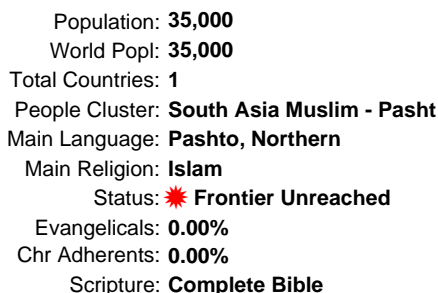 Population: 35,000
World Popl: 35,000
Total Countries: 1
People Cluster: South Asia Muslim - Pasht
Main Language: Pashto, Northern
Main Religion: Islam
Status: Frontier Unreached
Evangelicals: 0.00%
Chr Adherents: 0.00%
Scripture: Complete Bible